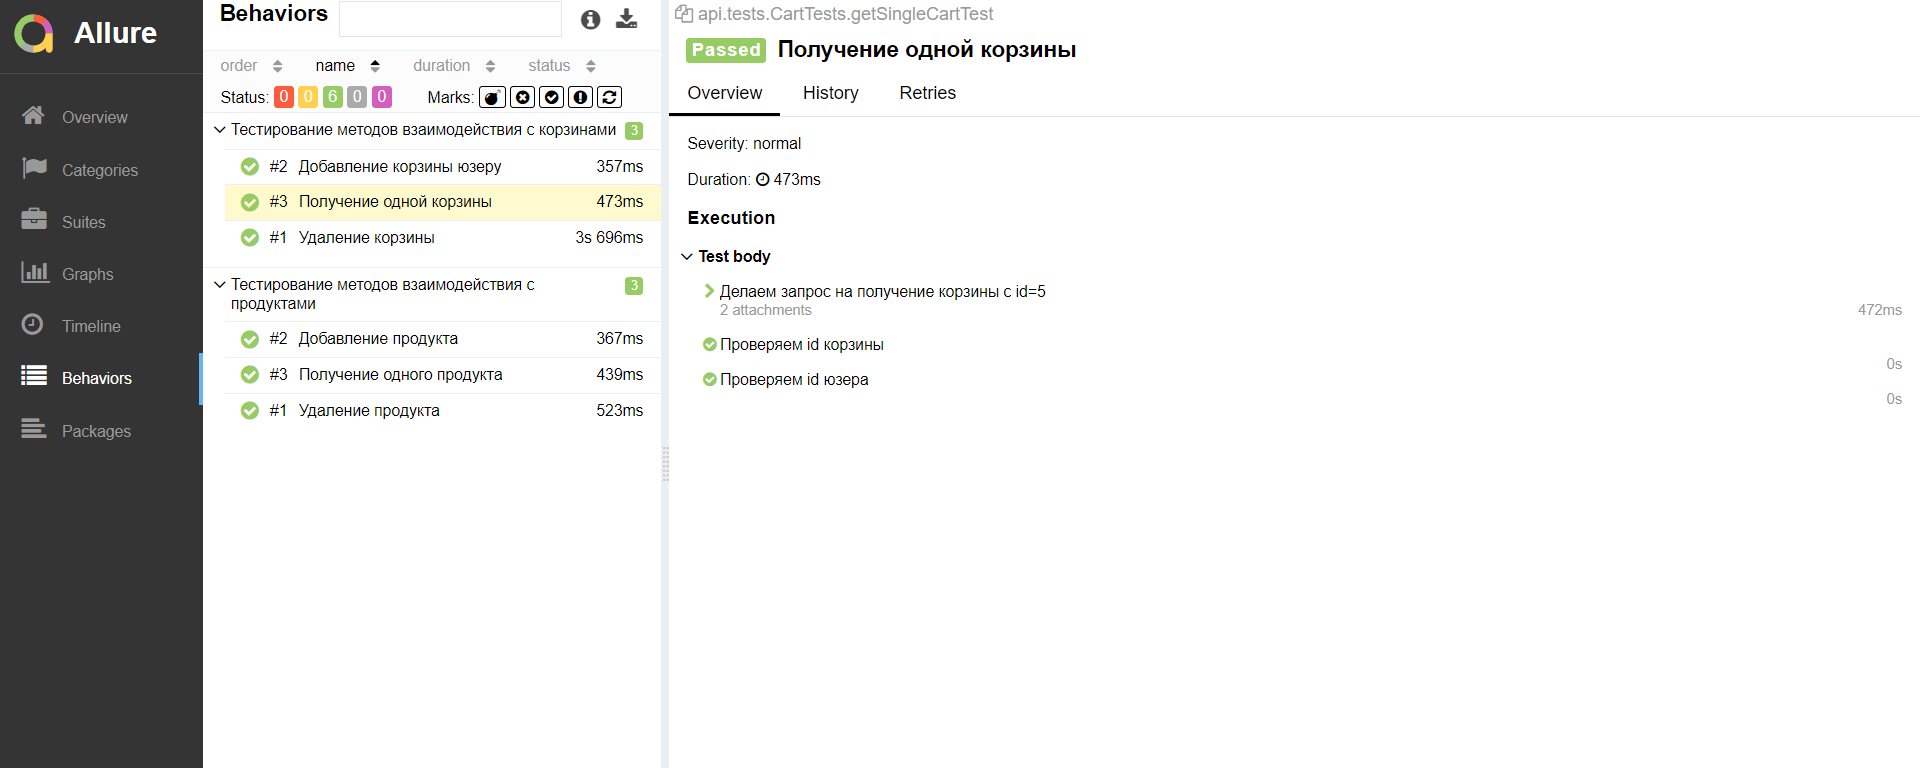 Allure
Overview
Categories
Suites
Graphs
Timeline
Behaviors
Packages
Behaviors
order name duration status
Status: 0 0 6 0 0 Marks:
Тестирование методов взаимодействия с корзинами 3
#2 Добавление корзины юзеру 357ms
#3 Получение одной корзины 473ms
#1 Удаление корзины 3s 696ms
Тестирование методов взаимодействия с 3
продуктами
#2 Добавление продукта 367ms
#3 Получение одного продукта 439ms
#1 Удаление продукта 523ms
api.tests.CartTests.getSingleCartTest
Passed Получение одной корзины
Overview History Retries
Severity: normal
Duration: 473ms
Execution
Test body
Делаем запрос на получение корзины с id=5
2 attachments 472ms
Проверяем id корзины
0s
Проверяем id юзера
0s